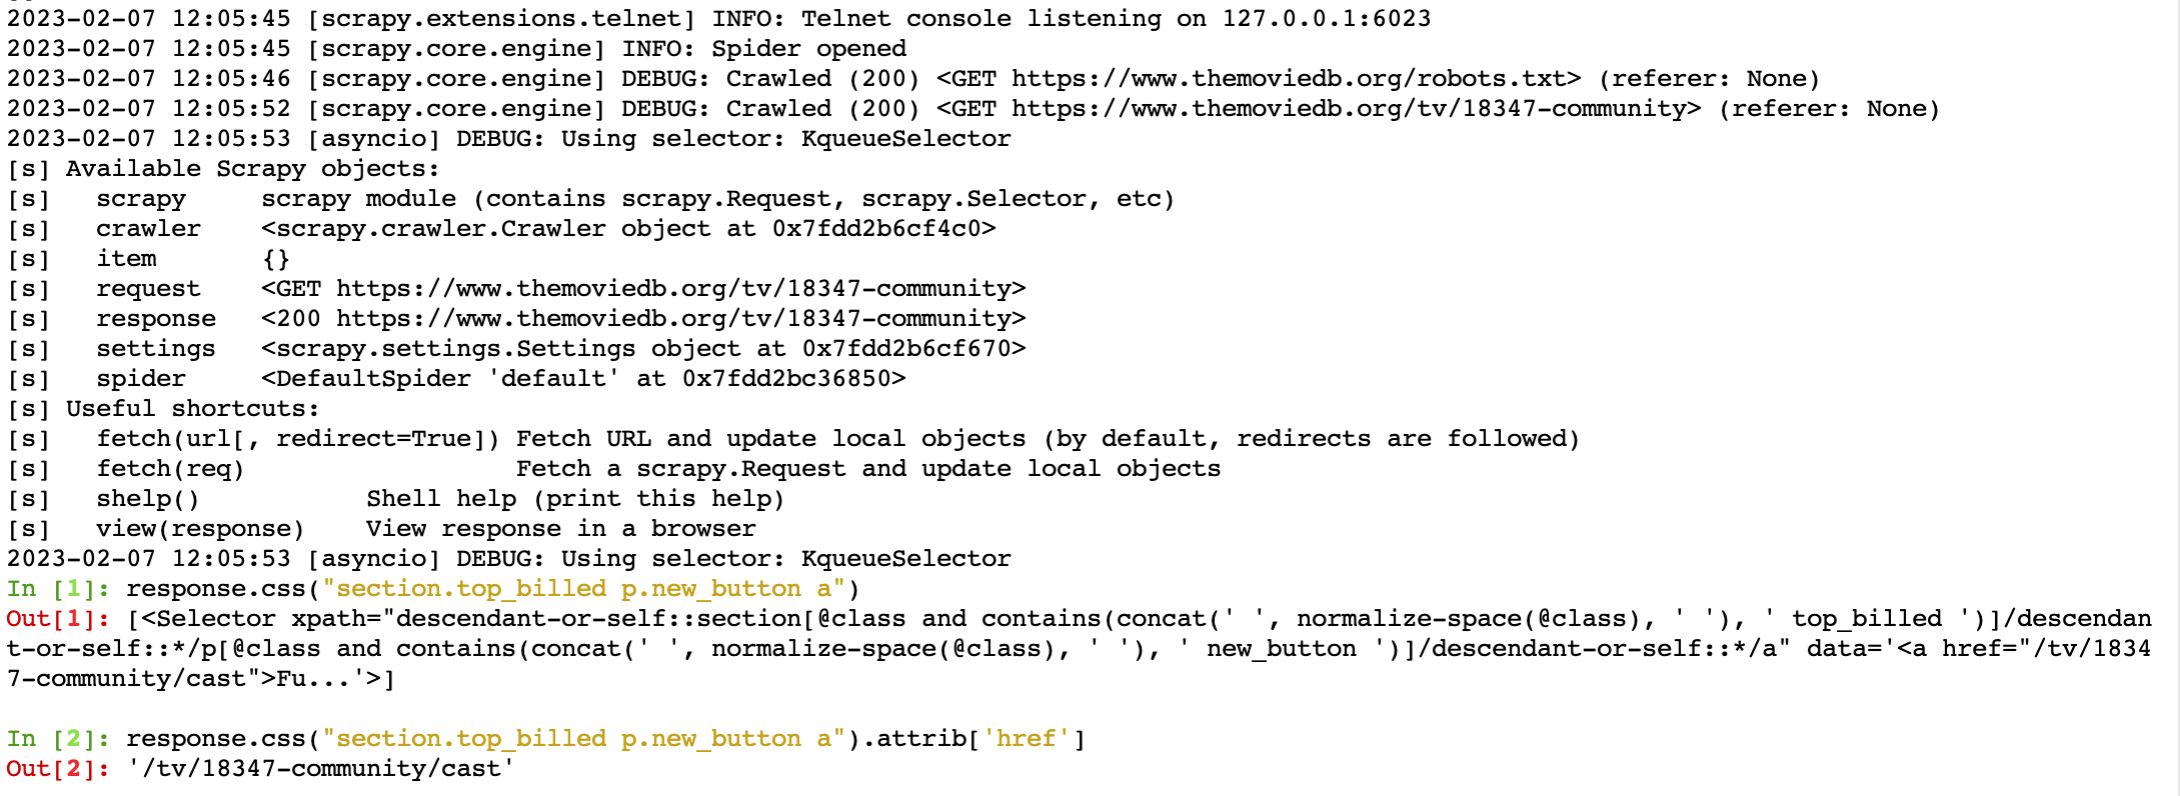 2023-02-07 12:05:45 [scrapy.extensions.telnet] INFO: Telnet console listening on 127.0.0.1:6023
2023-02-07 12:05:45 [scrapy.core.engine] INFO: Spider opened
2023-02-07 12:05:46 [scrapy.core.engine] DEBUG: Crawled (200) <GET https://www.themoviedb.org/robots.txt> (referer: None)
2023-02-07 12:05:52 [scrapy.core.engine] DEBUG: Crawled (200) <GET https://www.themoviedb.org/tv/18347-community> (referer: None)
2023-02-07 12:05:53 [asyncio] DEBUG: Using selector: KqueueSelector
[s] Available Scrapy objects:
[s]   scrapy     scrapy module (contains scrapy.Request, scrapy.Selector, etc)
[s]   crawler    <scrapy.crawler.Crawler object at 0x7fdd2b6cf4c0>
[s]   item       {}
[s]   request    <GET https://www.themoviedb.org/tv/18347-community>
[s]   response   <200 https://www.themoviedb.org/tv/18347-community>
[s]   settings   <scrapy.settings.Settings object at 0x7fdd2b6cf670>
[s]   spider     <DefaultSpider 'default' at 0x7fdd2bc36850>
[s] Useful shortcuts:
[s]   fetch(url[, redirect=True]) Fetch URL and update local objects (by default, redirects are followed)
[s]   fetch(req)                  Fetch a scrapy.Request and update local objects
[s]   shelp()           Shell help (print this help)
[s]   view(response)    View response in a browser
2023-02-07 12:05:53 [asyncio] DEBUG: Using selector: KqueueSelector
In [1]: response.css("section.top_billed p.new_button a")
Out[1]: [<Selector xpath="descendant-or-self::section[@class and contains(concat(' ', normalize-space(@class), ' '), ' top_billed ')]/descendan
t-or-self::*/p[@class and contains(concat(' ', normalize-space(@class), ' '), ' new_button ')]/descendant-or-self::*/a" data='<a href="/tv/1834
7-community/cast">Fu...'>]
In [2]: response.css("section.top_billed p.new_button a").attrib['href']
Out[2]: '/tv/18347-community/cast'